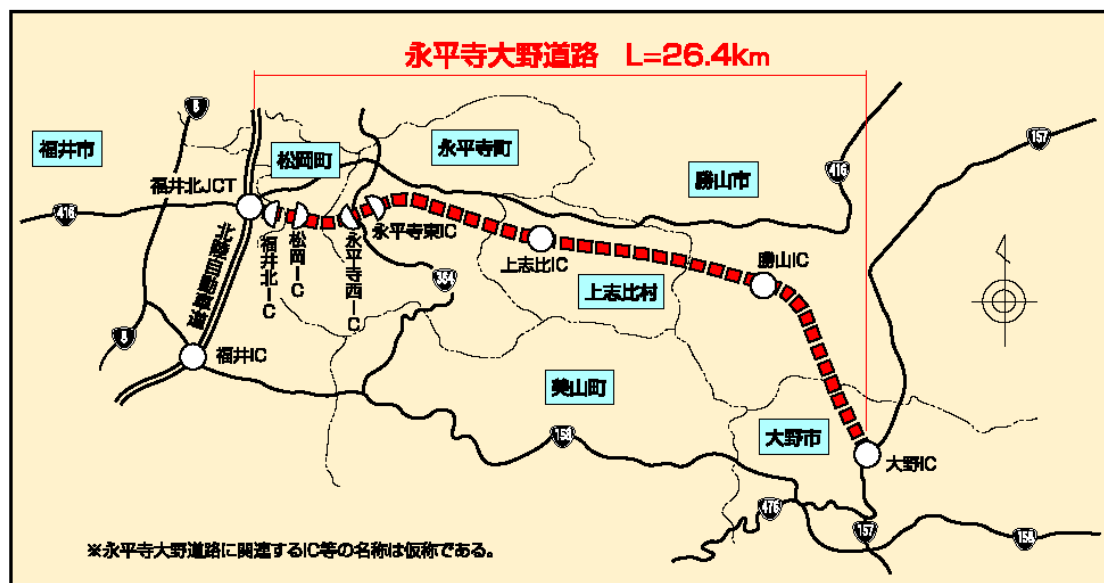 永平寺大野道路 L=26.4km
8
157
福井市
松岡町
永平寺町
勝山市
416
福井北JCT
416
福井北IC
松岡IC
永平寺西IC
永平寺東IC
上志比IC
勝山IC
北陸自動車道
364
上志比村
8
福井IC
美山町
158
大野市
大野IC
476
157
158
※永平寺大野道路に関連するIC等の名称は仮称である。